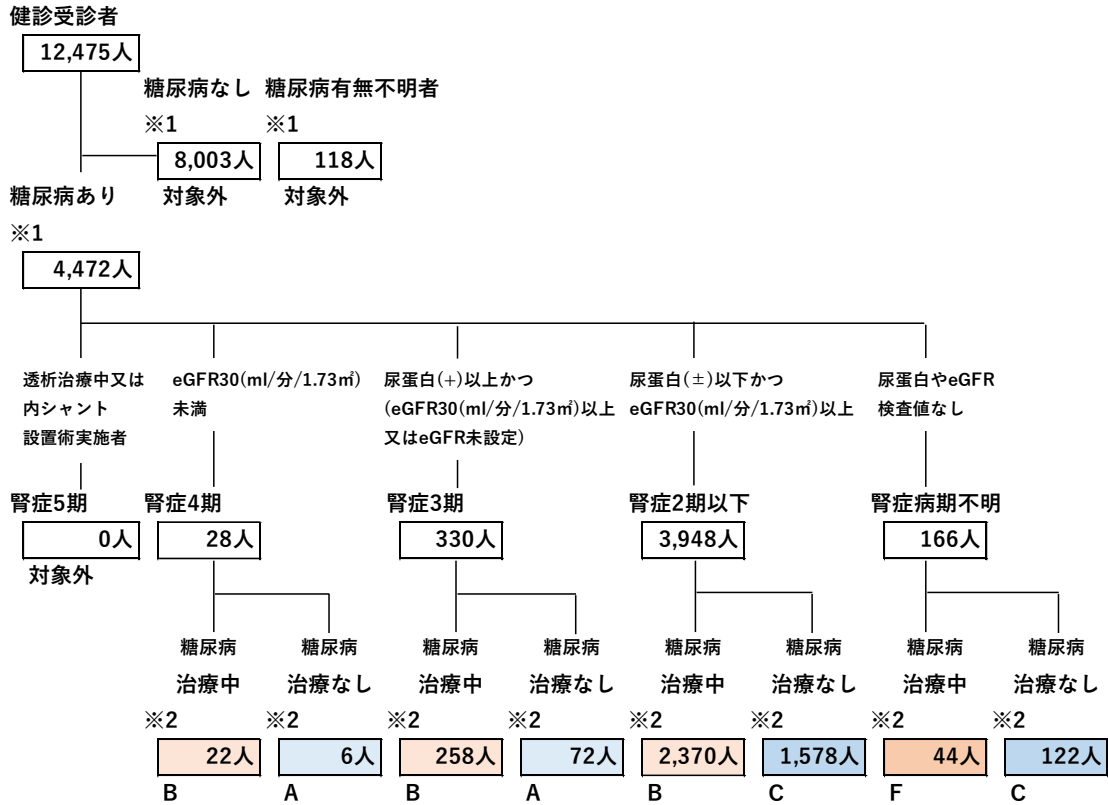 健診受診者
12,475人
糖尿病なし 糖尿病有無不明者
※1 ※1
8,003人 118人
糖尿病あり 対象外 対象外
※1
4,472人
透析治療中又は
内シャント
設置術実施者
eGFR30(ml/分/1.73㎡)
未満
尿蛋白(+)以上かつ
(eGFR30(ml/分/1.73㎡)以上
又はeGFR未設定)
尿蛋白(±)以下かつ
eGFR30(ml/分/1.73㎡)以上
尿蛋白やeGFR
検査値なし
腎症5期 腎症4期 腎症3期 腎症2期以下 腎症病期不明
0人 28人 330人 3,948人 166人
対象外
糖尿病 糖尿病 糖尿病 糖尿病 糖尿病 糖尿病 糖尿病 糖尿病
治療中 治療なし 治療中 治療なし 治療中 治療なし 治療中 治療なし
※2 ※2 ※2 ※2 ※2 ※2 ※2 ※2
22人 6人 258人 72人 2,370人 1,578人 44人 122人
B A B A B C F C